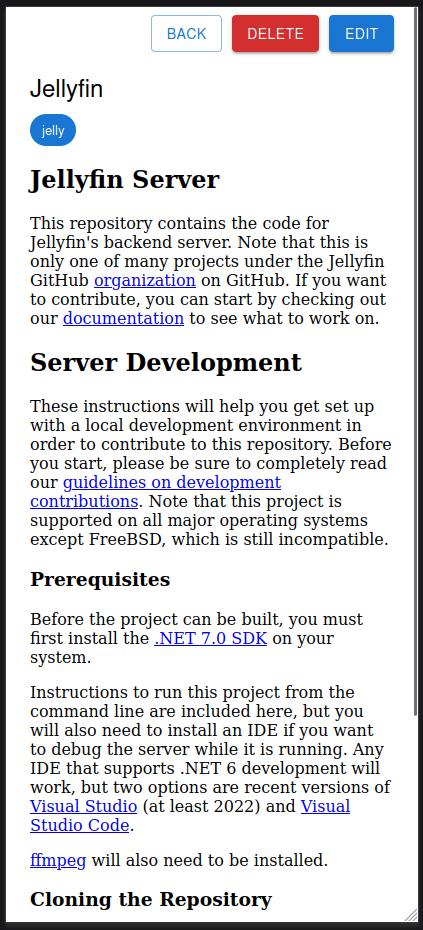 BACK DELETE EDIT
Jellyfin
jelly
Jellyfin Server
This repository contains the code for
Jellyfin's backend server. Note that this is
only one of many projects under the Jellyfin
GitHub organization on GitHub. If you want
to contribute, you can start by checking out
our documentation to see what to work on.
Server Development
These instructions will help you get set up
with a local development environment in
order to contribute to this repository. Before
you start, please be sure to completely read
our guidelines on development
contributions. Note that this project is
supported on all major operating systems
except FreeBSD, which is still incompatible.
Prerequisites
Before the project can be built, you must
first install the .NET 7.0 SDK on your
system.
Instructions to run this project from the
command line are included here, but you
will also need to install an IDE if you want
to debug the server while it is running. Any
IDE that supports .NET 6 development will
work, but two options are recent versions of
Visual Studio (at least 2022) and Visual
Studio Code.
ffmpeg will also need to be installed.
Cloning the Repository